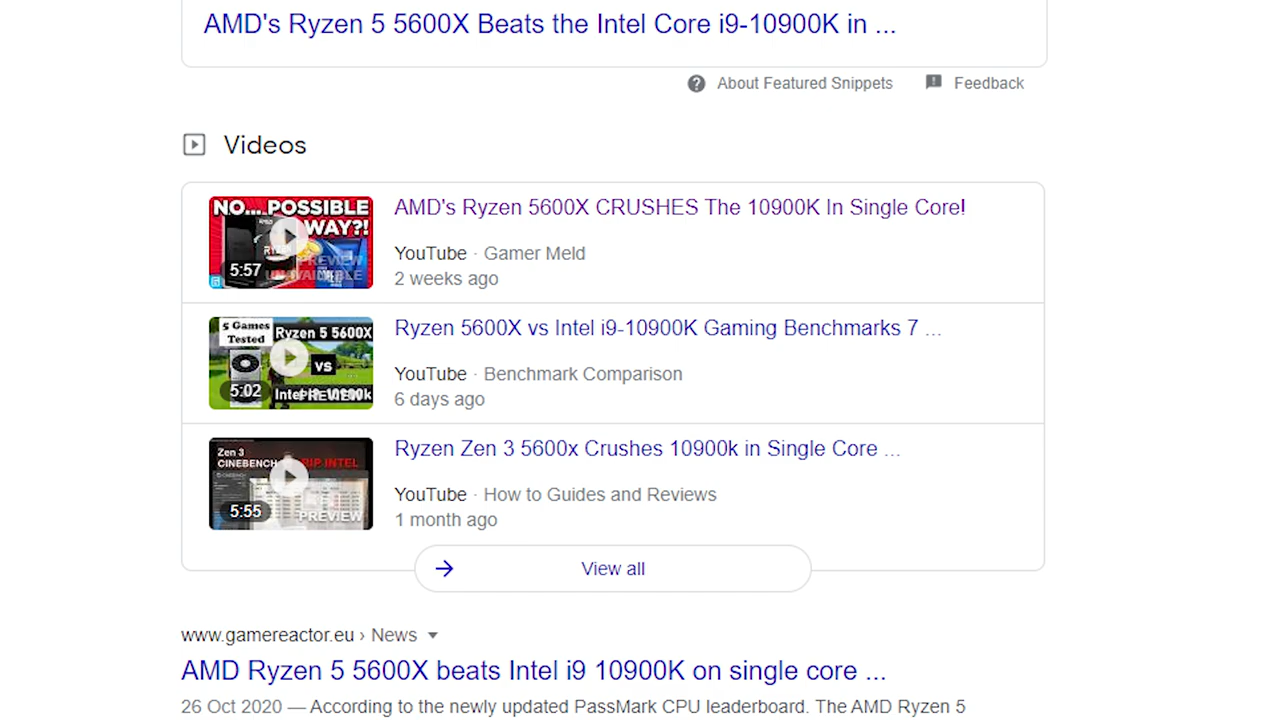 AMD's Ryzen 5 5600X Beats the Intel Core i9-10900K in ...
About Featured Snippets
Feedback
Videos
NO... POSSIBLE
WAY?!
PREVIEW
UNAVAILABLE
5:57
AMD's Ryzen 5600X CRUSHES The 10900K In Single Core!
YouTube · Gamer Meld
2 weeks ago
5 Games
Tested
Ryzen 5 5600X
vs
5:02
PREVIEW
Ryzen 5600X vs Intel i9-10900K Gaming Benchmarks 7 ...
YouTube · Benchmark Comparison
6 days ago
Zen 3
CINEBENCH
RIP INTEL
5:55
PREVIEW
Ryzen Zen 3 5600x Crushes 10900k in Single Core ...
YouTube · How to Guides and Reviews
1 month ago
View all
www.gamereactor.eu › News
AMD Ryzen 5 5600X beats Intel i9 10900K on single core ...
26 Oct 2020 — According to the newly updated PassMark CPU leaderboard. The AMD Ryzen 5